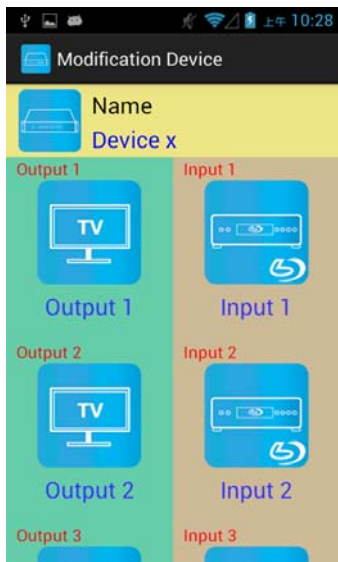 上午 10:28
Modification Device
Name
Device x
Output 1 Input 1
TV
Output 1 Input 1
Output 2 Input 2
TV
Output 2 Input 2
Output 3 Input 3